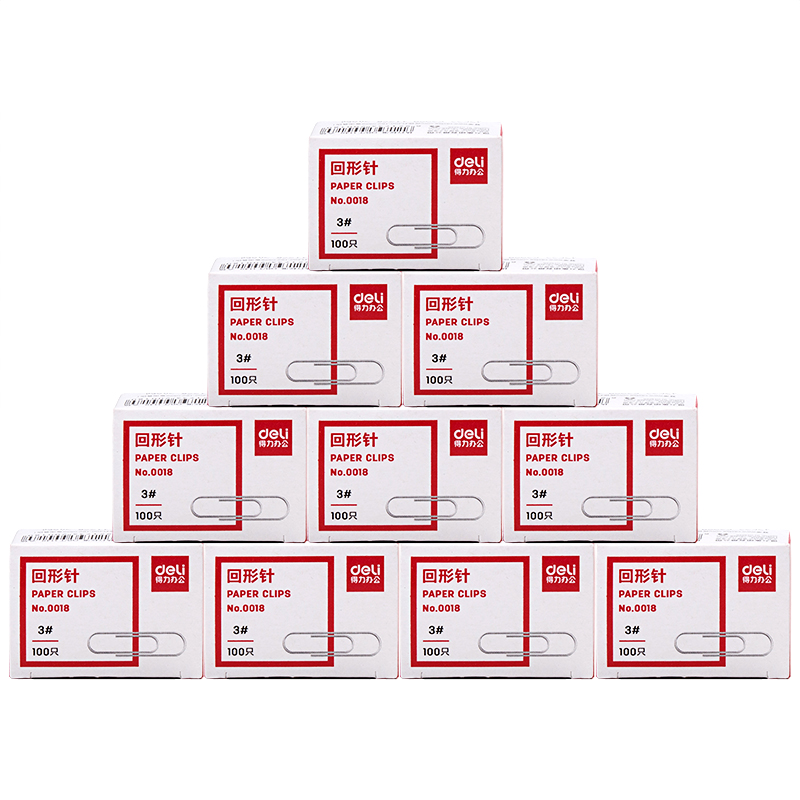 回形针
PAPER CLIPS
No.0018
3#
100只
deli
得力办公
回形针
PAPER CLIPS
No.0018
3#
100只
deli
得力办公
回形针
PAPER CLIPS
No.0018
3#
100只
deli
得力办公
回形针
PAPER CLIPS
No.0018
3#
100只
deli
得力办公
回形针
PAPER CLIPS
No.0018
3#
100只
deli
得力办公
回形针
PAPER CLIPS
No.0018
3#
100只
deli
得力办公
回形针
PAPER CLIPS
No.0018
3#
100只
deli
得力办公
回形针
PAPER CLIPS
No.0018
3#
100只
deli
得力办公
回形针
PAPER CLIPS
No.0018
3#
100只
deli
得力办公
回形针
PAPER CLIPS
No.0018
3#
100只
deli
得力办公